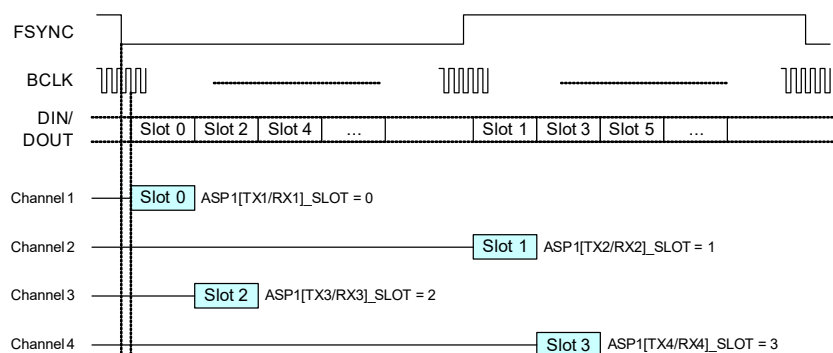 FSYNC
BCLK
DIN/
DOUT
Slot 0 Slot 2 Slot 4 … Slot 1 Slot 3 Slot 5 …
Channel 1 Slot 0 ASP1[TX1/RX1]_SLOT = 0
Channel 2 Slot 1 ASP1[TX2/RX2]_SLOT = 1
Channel 3 Slot 2 ASP1[TX3/RX3]_SLOT = 2
Channel 4 Slot 3 ASP1[TX4/RX4]_SLOT = 3